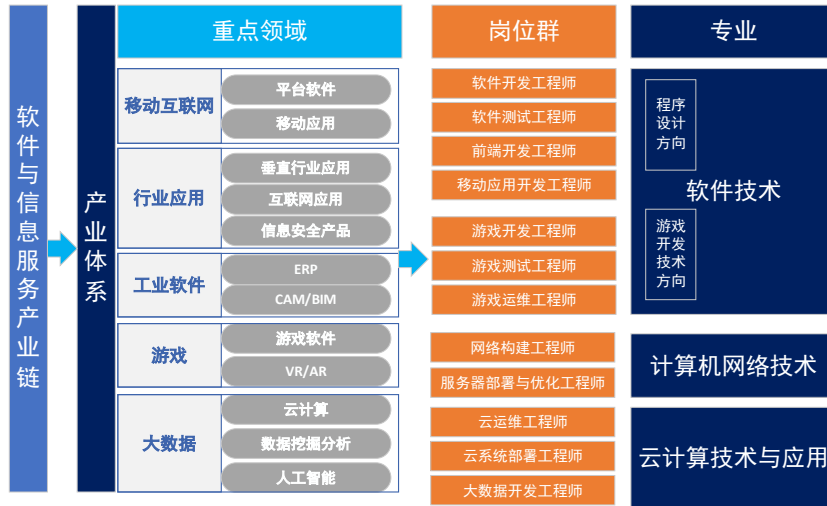 软件与信息服务产业链
产业体系
重点领域
移动互联网
平台软件
移动应用
行业应用
垂直行业应用
互联网应用
信息安全产品
工业软件
ERP
CAM/BIM
游戏
游戏软件
VR/AR
大数据
云计算
数据挖掘分析
人工智能
岗位群
软件开发工程师
软件测试工程师
前端开发工程师
移动应用开发工程师
游戏开发工程师
游戏测试工程师
游戏运维工程师
网络构建工程师
服务器部署与优化工程师
云运维工程师
云系统部署工程师
大数据开发工程师
专业
程序
设计
方向
软件技术
游戏
开发
技术
方向
计算机网络技术
云计算技术与应用